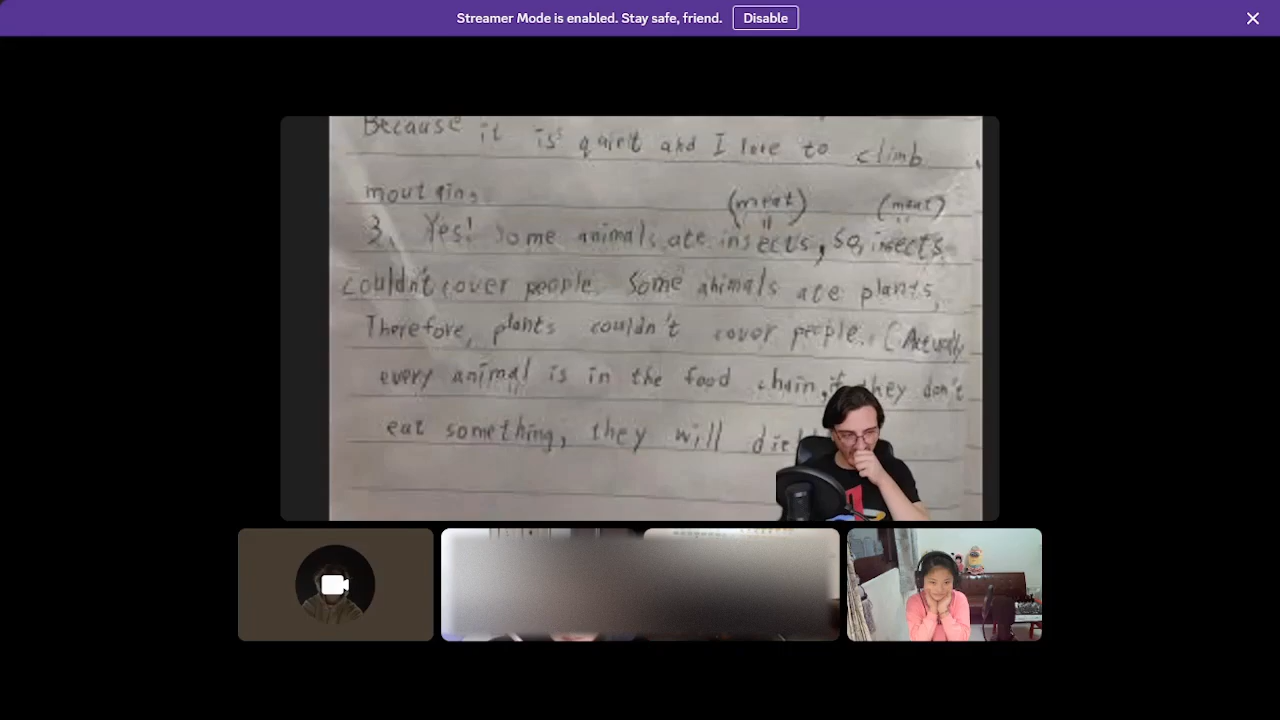 Streamer Mode is enabled. Stay safe, friend. Disable
Because it is quirt and I love to climb
moutains
(meat) (meat)
3. Yes! Some animals ate insects, so, insects
couldn't cover people. Some animals ate plants,
Therefore, plants couldn't cover people. (Actually
every animal is in the food chain, if they don't
eat something, they will die